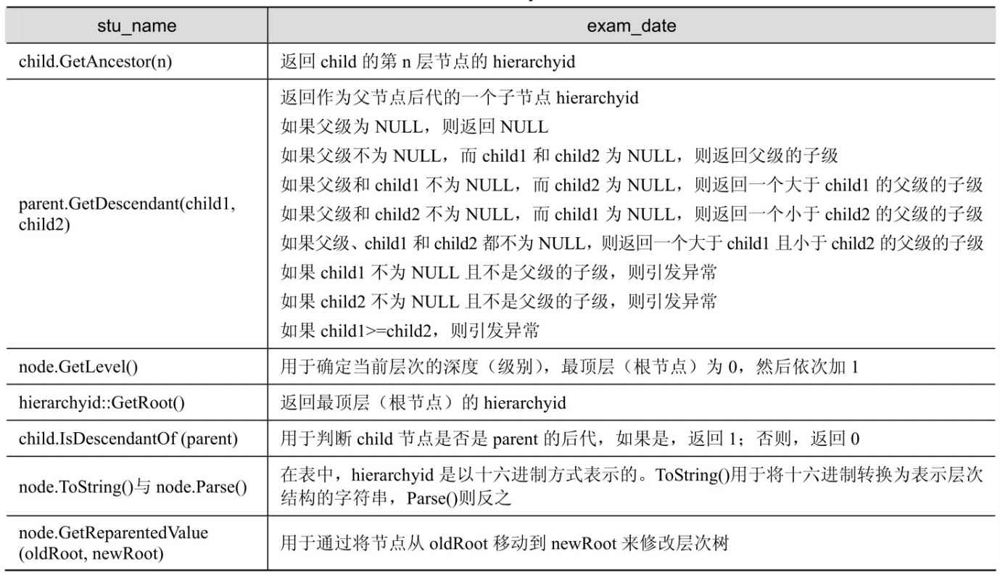 stu_name
exam_date
child.GetAncestor(n)
返回 child 的第 n 层节点的 hierarchyid
parent.GetDescendant(child1,
child2)
返回作为父节点后代的一个子节点 hierarchyid
如果父级为 NULL，则返回 NULL
如果父级不为 NULL，而 child1 和 child2 为 NULL，则返回父级的子级
如果父级和 child1 不为 NULL，而 child2 为 NULL，则返回一个大于 child1 的父级的子级
如果父级和 child2 不为 NULL，而 child1 为 NULL，则返回一个小于 child2 的父级的子级
如果父级、child1 和 child2 都不为 NULL，则返回一个大于 child1 且小于 child2 的父级的子级
如果 child1 不为 NULL 且不是父级的子级，则引发异常
如果 child2 不为 NULL 且不是父级的子级，则引发异常
如果 child1>=child2，则引发异常
node.GetLevel()
用于确定当前层次的深度（级别），最顶层（根节点）为 0，然后依次加 1
hierarchyid::GetRoot()
返回最顶层（根节点）的 hierarchyid
child.IsDescendantOf (parent)
用于判断 child 节点是否是 parent 的后代，如果是，返回 1；否则，返回 0
node.ToString()与 node.Parse()
在表中，hierarchyid 是以十六进制方式表示的。ToString()用于将十六进制转换为表示层次
结构的字符串，Parse()则反之
node.GetReparentedValue
(oldRoot, newRoot)
用于通过将节点从 oldRoot 移动到 newRoot 来修改层次树